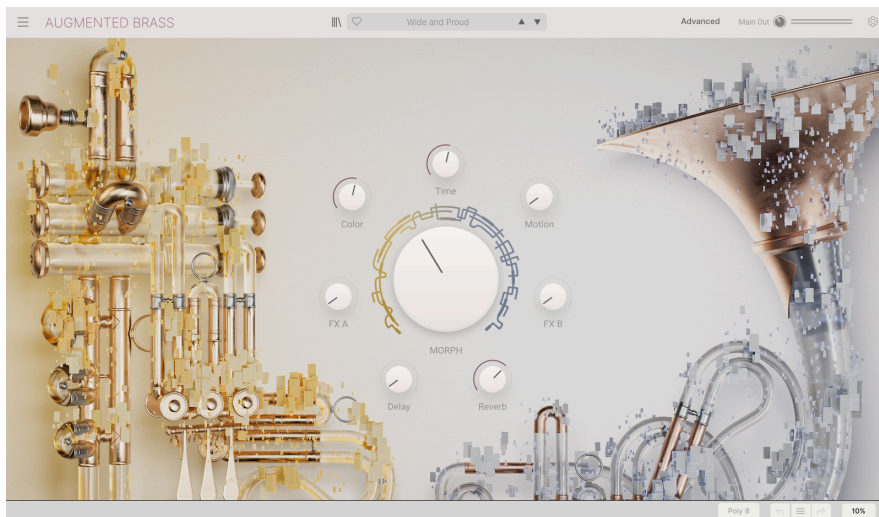 AUGMENTED BRASS
Wide and Proud
Advanced
Main Out
Time
Color
Motion
FX A
FX B
MORPH
Delay
Reverb
Poly 8
10%